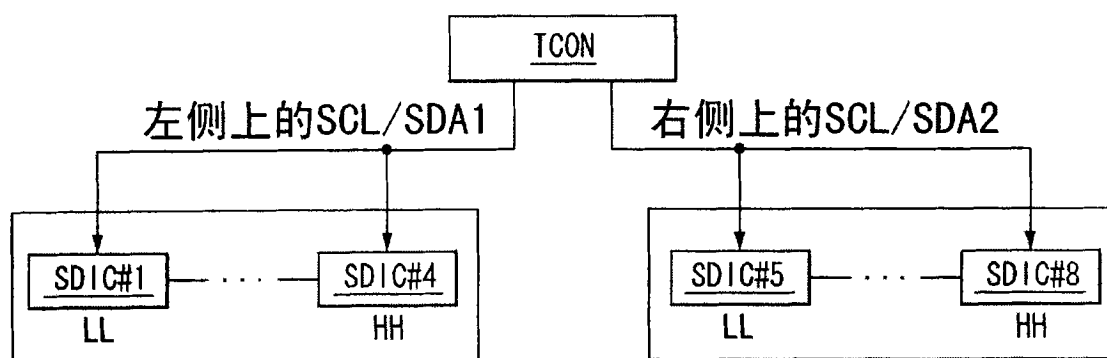 TCON
左侧上的SCL/SDA1 右侧上的SCL/SDA2
SDIC#1 ··· SDIC#4 SDIC#5 ··· SDIC#8
LL HH LL HH